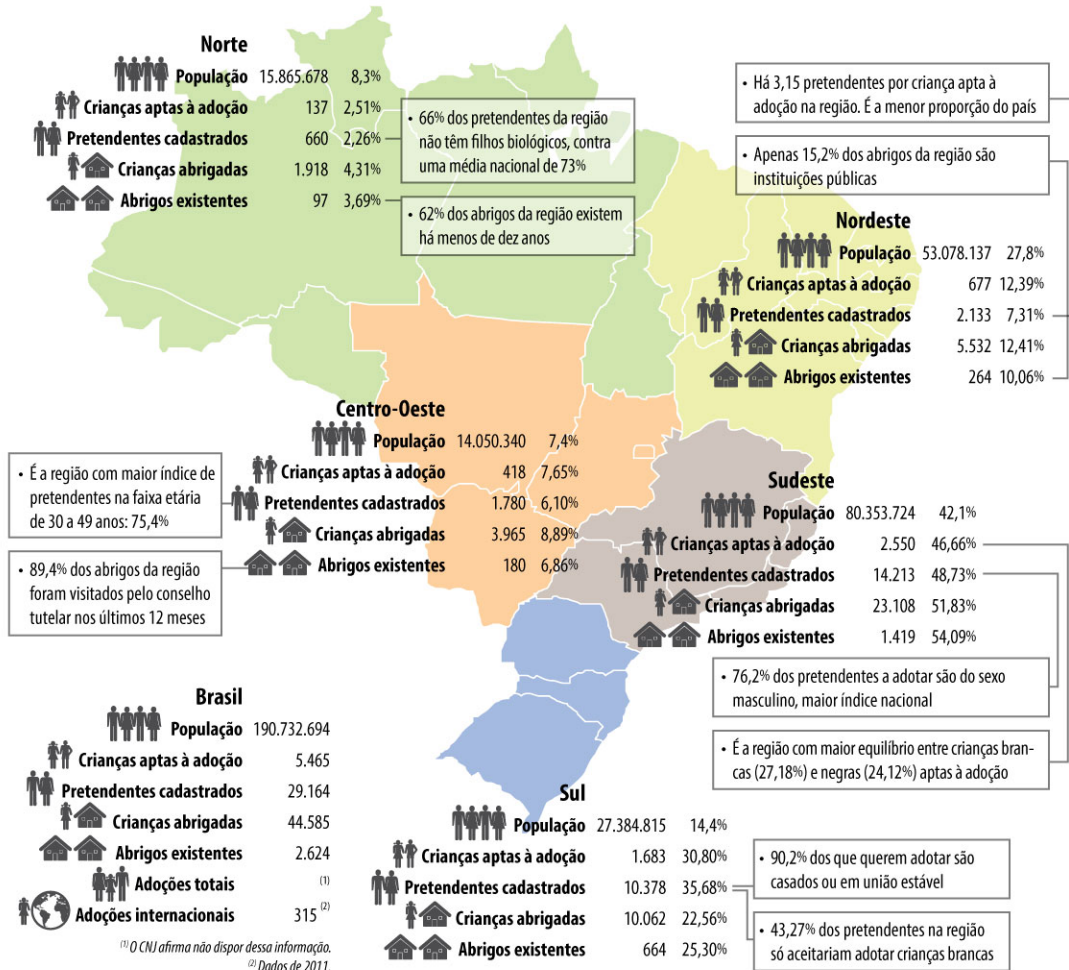 Norte
População 15.865.678 8,3%
Crianças aptas à adoção 137 2,51%
Pretendentes cadastrados 660 2,26%
Crianças abrigadas 1.918 4,31%
Abrigos existentes 97 3,69%
• 66% dos pretendentes da região
não têm filhos biológicos, contra
uma média nacional de 73%
• 62% dos abrigos da região existem
há menos de dez anos
• Há 3,15 pretendentes por criança apta à
adoção na região. É a menor proporção do país
• Apenas 15,2% dos abrigos da região são
instituições públicas
Nordeste
População 53.078.137 27,8%
Crianças aptas à adoção 677 12,39%
Pretendentes cadastrados 2.133 7,31%
Crianças abrigadas 5.532 12,41%
Abrigos existentes 264 10,06%
Centro-Oeste
População 14.050.340 7,4%
Crianças aptas à adoção 418 7,65%
Pretendentes cadastrados 1.780 6,10%
Crianças abrigadas 3.965 8,89%
Abrigos existentes 180 6,86%
• É a região com maior índice de
pretendentes na faixa etária
de 30 a 49 anos: 75,4%
• 89,4% dos abrigos da região
foram visitados pelo conselho
tutelar nos últimos 12 meses
Sudeste
População 80.353.724 42,1%
Crianças aptas à adoção 2.550 46,66%
Pretendentes cadastrados 14.213 48,73%
Crianças abrigadas 23.108 51,83%
Abrigos existentes 1.419 54,09%
• 76,2% dos pretendentes a adotar são do sexo
masculino, maior índice nacional
• É a região com maior equilíbrio entre crianças bran-
cas (27,18%) e negras (24,12%) aptas à adoção
Brasil
População 190.732.694
Crianças aptas à adoção 5.465
Pretendentes cadastrados 29.164
Crianças abrigadas 44.585
Abrigos existentes 2.624
Adoções totais (1)
Adoções internacionais 315 (2)
(1) O CNJ afirma não dispor dessa informação.
(2) Dados de 2011.
Sul
População 27.384.815 14,4%
Crianças aptas à adoção 1.683 30,80%
Pretendentes cadastrados 10.378 35,68%
Crianças abrigadas 10.062 22,56%
Abrigos existentes 664 25,30%
• 90,2% dos que querem adotar são
casados ou em união estável
• 43,27% dos pretendentes na região
só aceitariam adotar crianças brancas